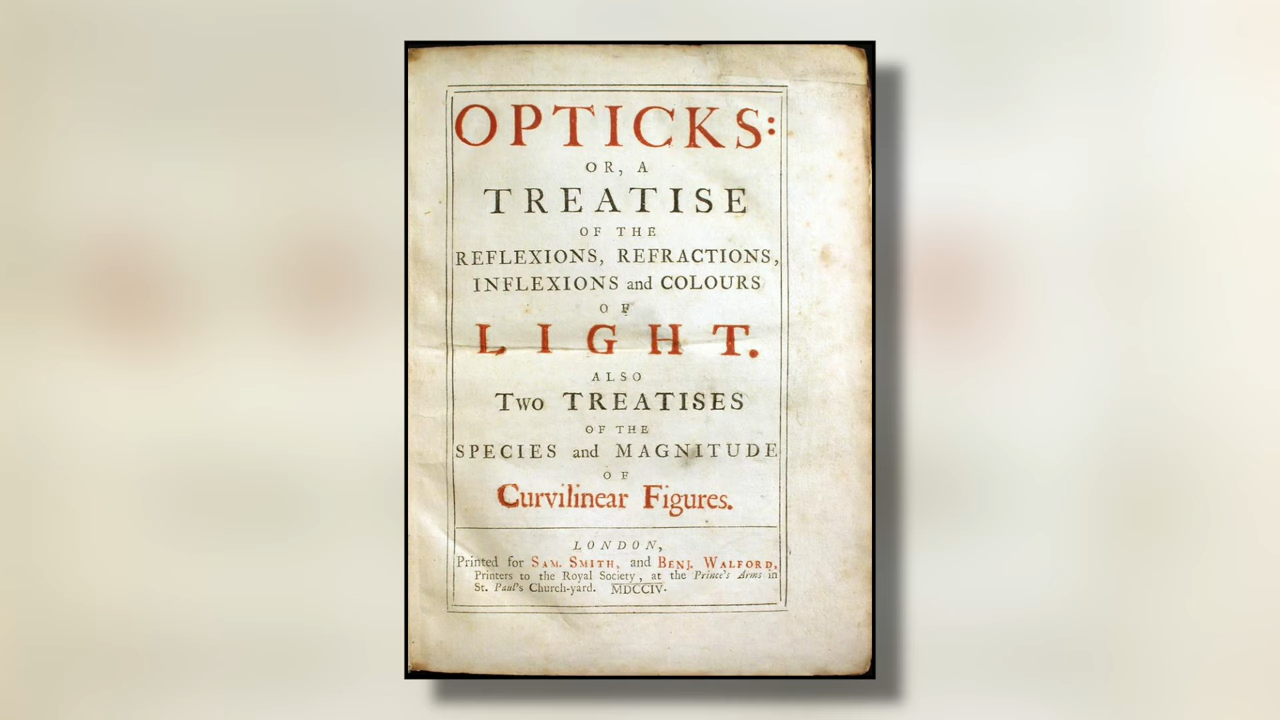 OPTICKS:
OR, A
TREATISE
OF THE
REFLEXIONS, REFRACTIONS,
INFLEXIONS and COLOURS
OF
LIGHT.
ALSO
Two TREATISES
OF THE
SPECIES and MAGNITUDE
OF
Curvilinear Figures.
LONDON,
Printed for SAM. SMITH, and BENJ. WALFORD,
Printers to the Royal Society, at the Prince's Arms in
St. Paul's Church-yard. MDCCIV.